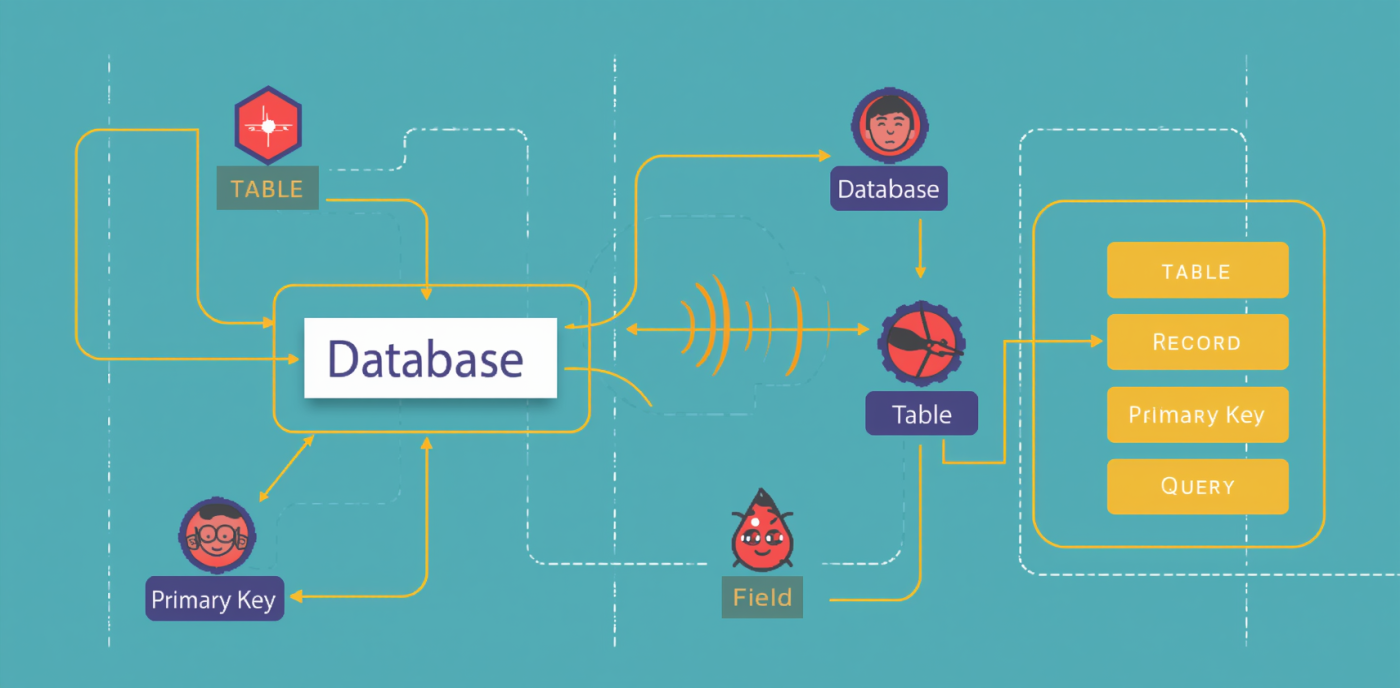 TABLE
Database
Database
Primary Key
Table
Field
TABLE
RECORD
PrImary Key
QUERY